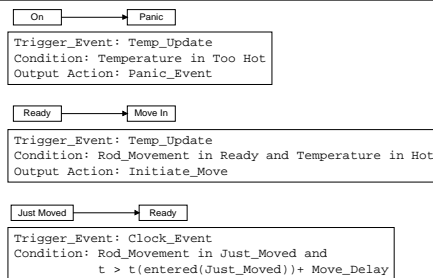 On Panic
Trigger_Event: Temp_Update
Condition: Temperature in Too Hot
Output Action: Panic_Event
Ready Move In
Trigger_Event: Temp_Update
Condition: Rod_Movement in Ready and Temperature in Hot
Output Action: Initiate_Move
Just Moved Ready
Trigger_Event: Clock_Event
Condition: Rod_Movement in Just_Moved and
t > t(entered(Just_Moved))+ Move_Delay